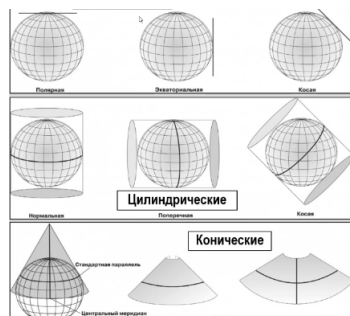 Полярная Экваториальная Косая
Цилиндрические
Нормальная Поперечная Косая
Конические
Стандартная параллель
Центральный меридиан